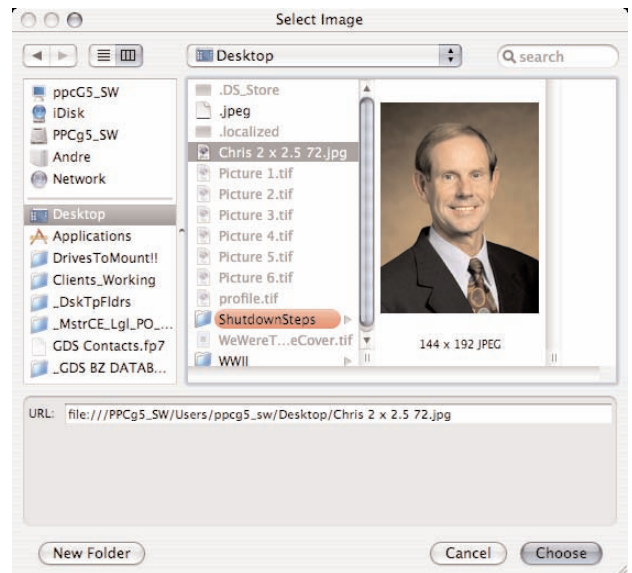 Select Image
Desktop
search
ppcG5_SW
iDisk
PPCg5_SW
Andre
Network
Desktop
Applications
DrivesToMount!!
Clients_Working
_DskTpFldrs
_MstrCE_Lgl_PO_...
GDS Contacts.fp7
_GDS BZ DATAB...
.DS_Store
.jpeg
.localized
Chris 2 x 2.5 72.jpg
Picture 1.tif
Picture 2.tif
Picture 3.tif
Picture 4.tif
Picture 5.tif
Picture 6.tif
profile.tif
ShutdownSteps
WeWereT...eCover.tif
WWII
144 x 192 JPEG
URL: file:///PPCg5_SW/Users/ppcg5_sw/Desktop/Chris 2 x 2.5 72.jpg
New Folder
Cancel
Choose